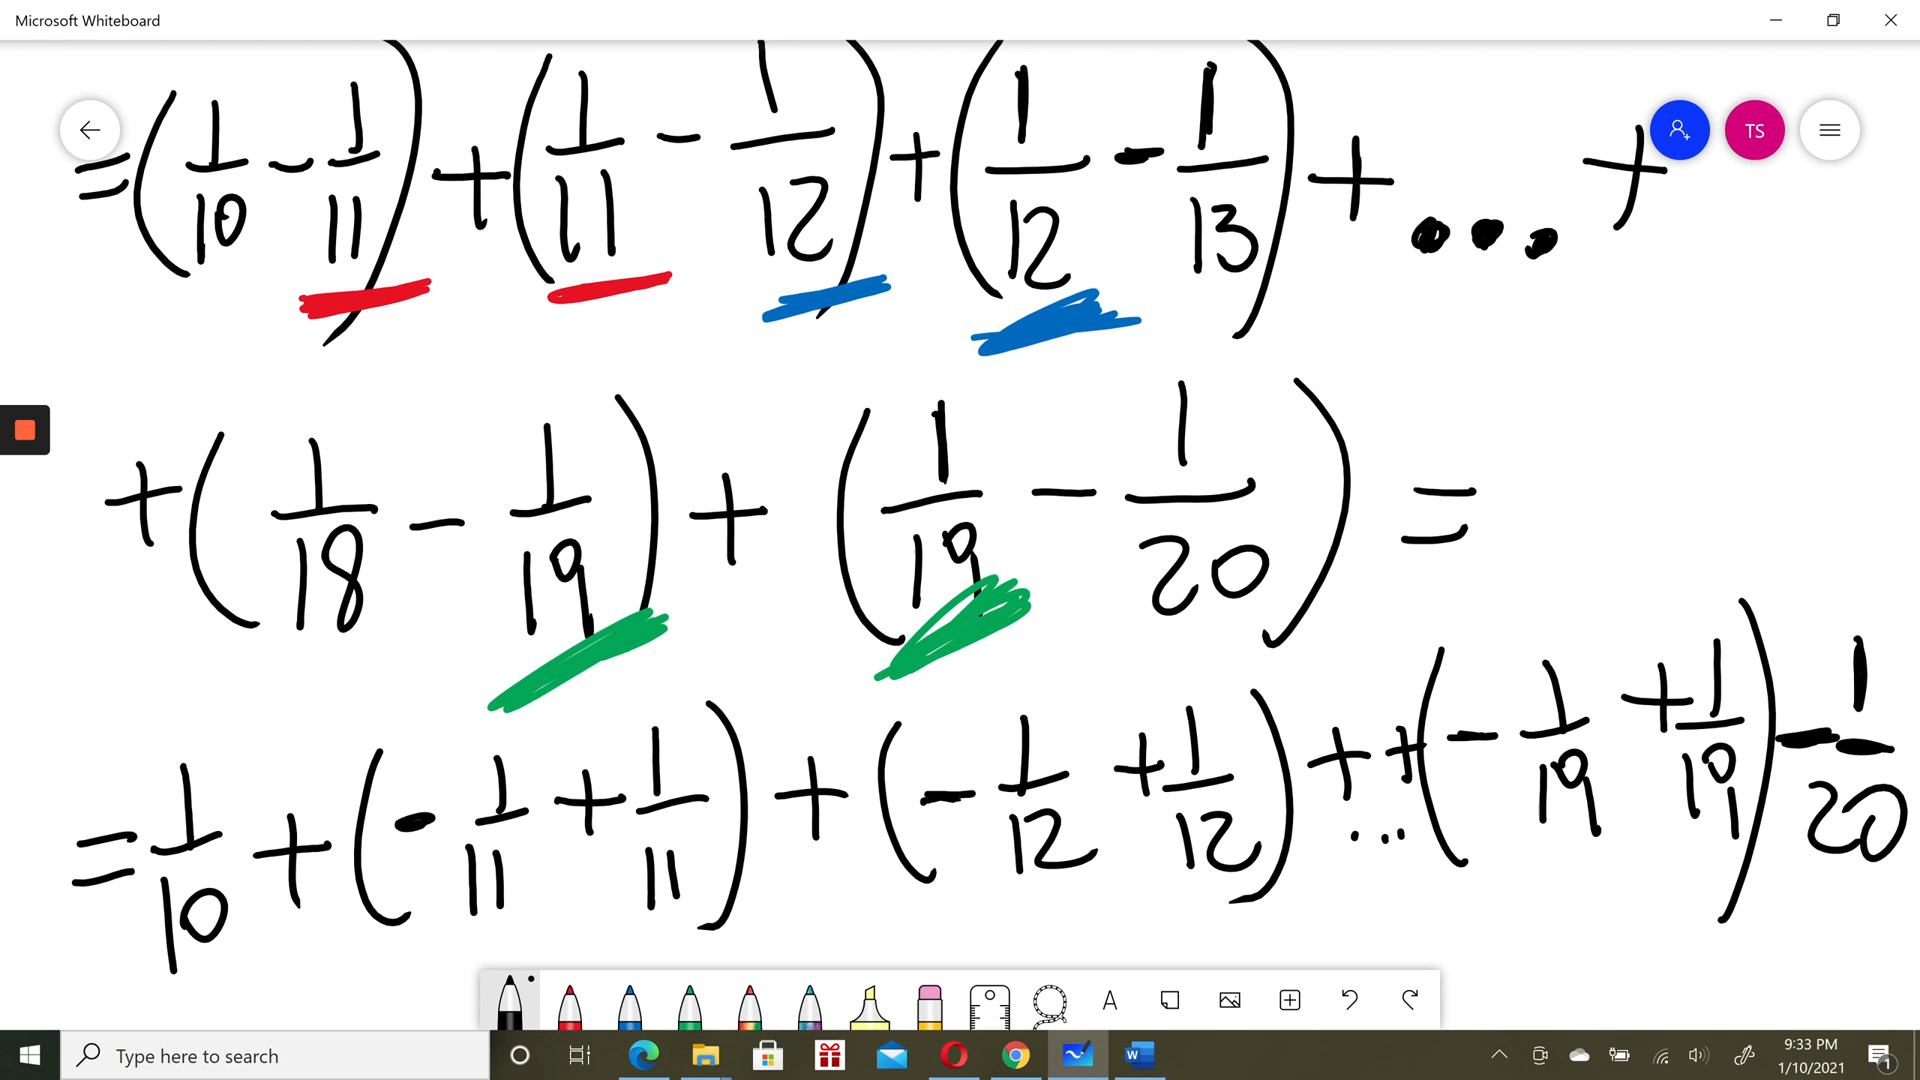 Microsoft Whiteboard
= (1/10 - 1/11) + (1/11 - 1/12) + (1/12 - 1/13) + ... +
TS
+ (1/18 - 1/19) + (1/19 - 1/20) =
= 1/10 + (- 1/11 + 1/11) + (- 1/12 + 1/12) + ... + (- 1/19 + 1/19) - 1/20
A
Type here to search
W
9:33 PM
1/10/2021
1